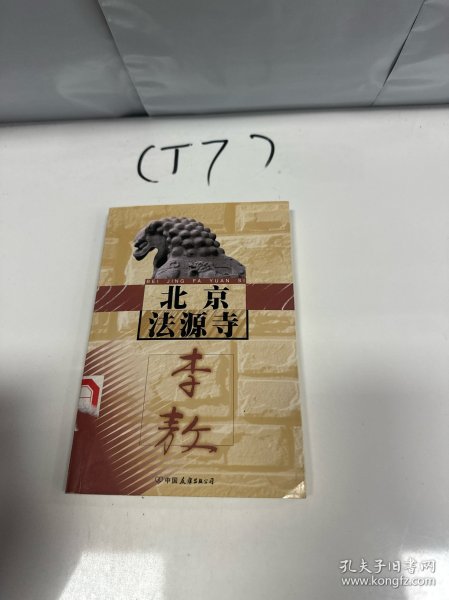 (T7)
BEI JING FA YUAN SI
北京
法源寺
李
敖
中国友谊出版公司
孔夫子旧书网
www.kongfz.com